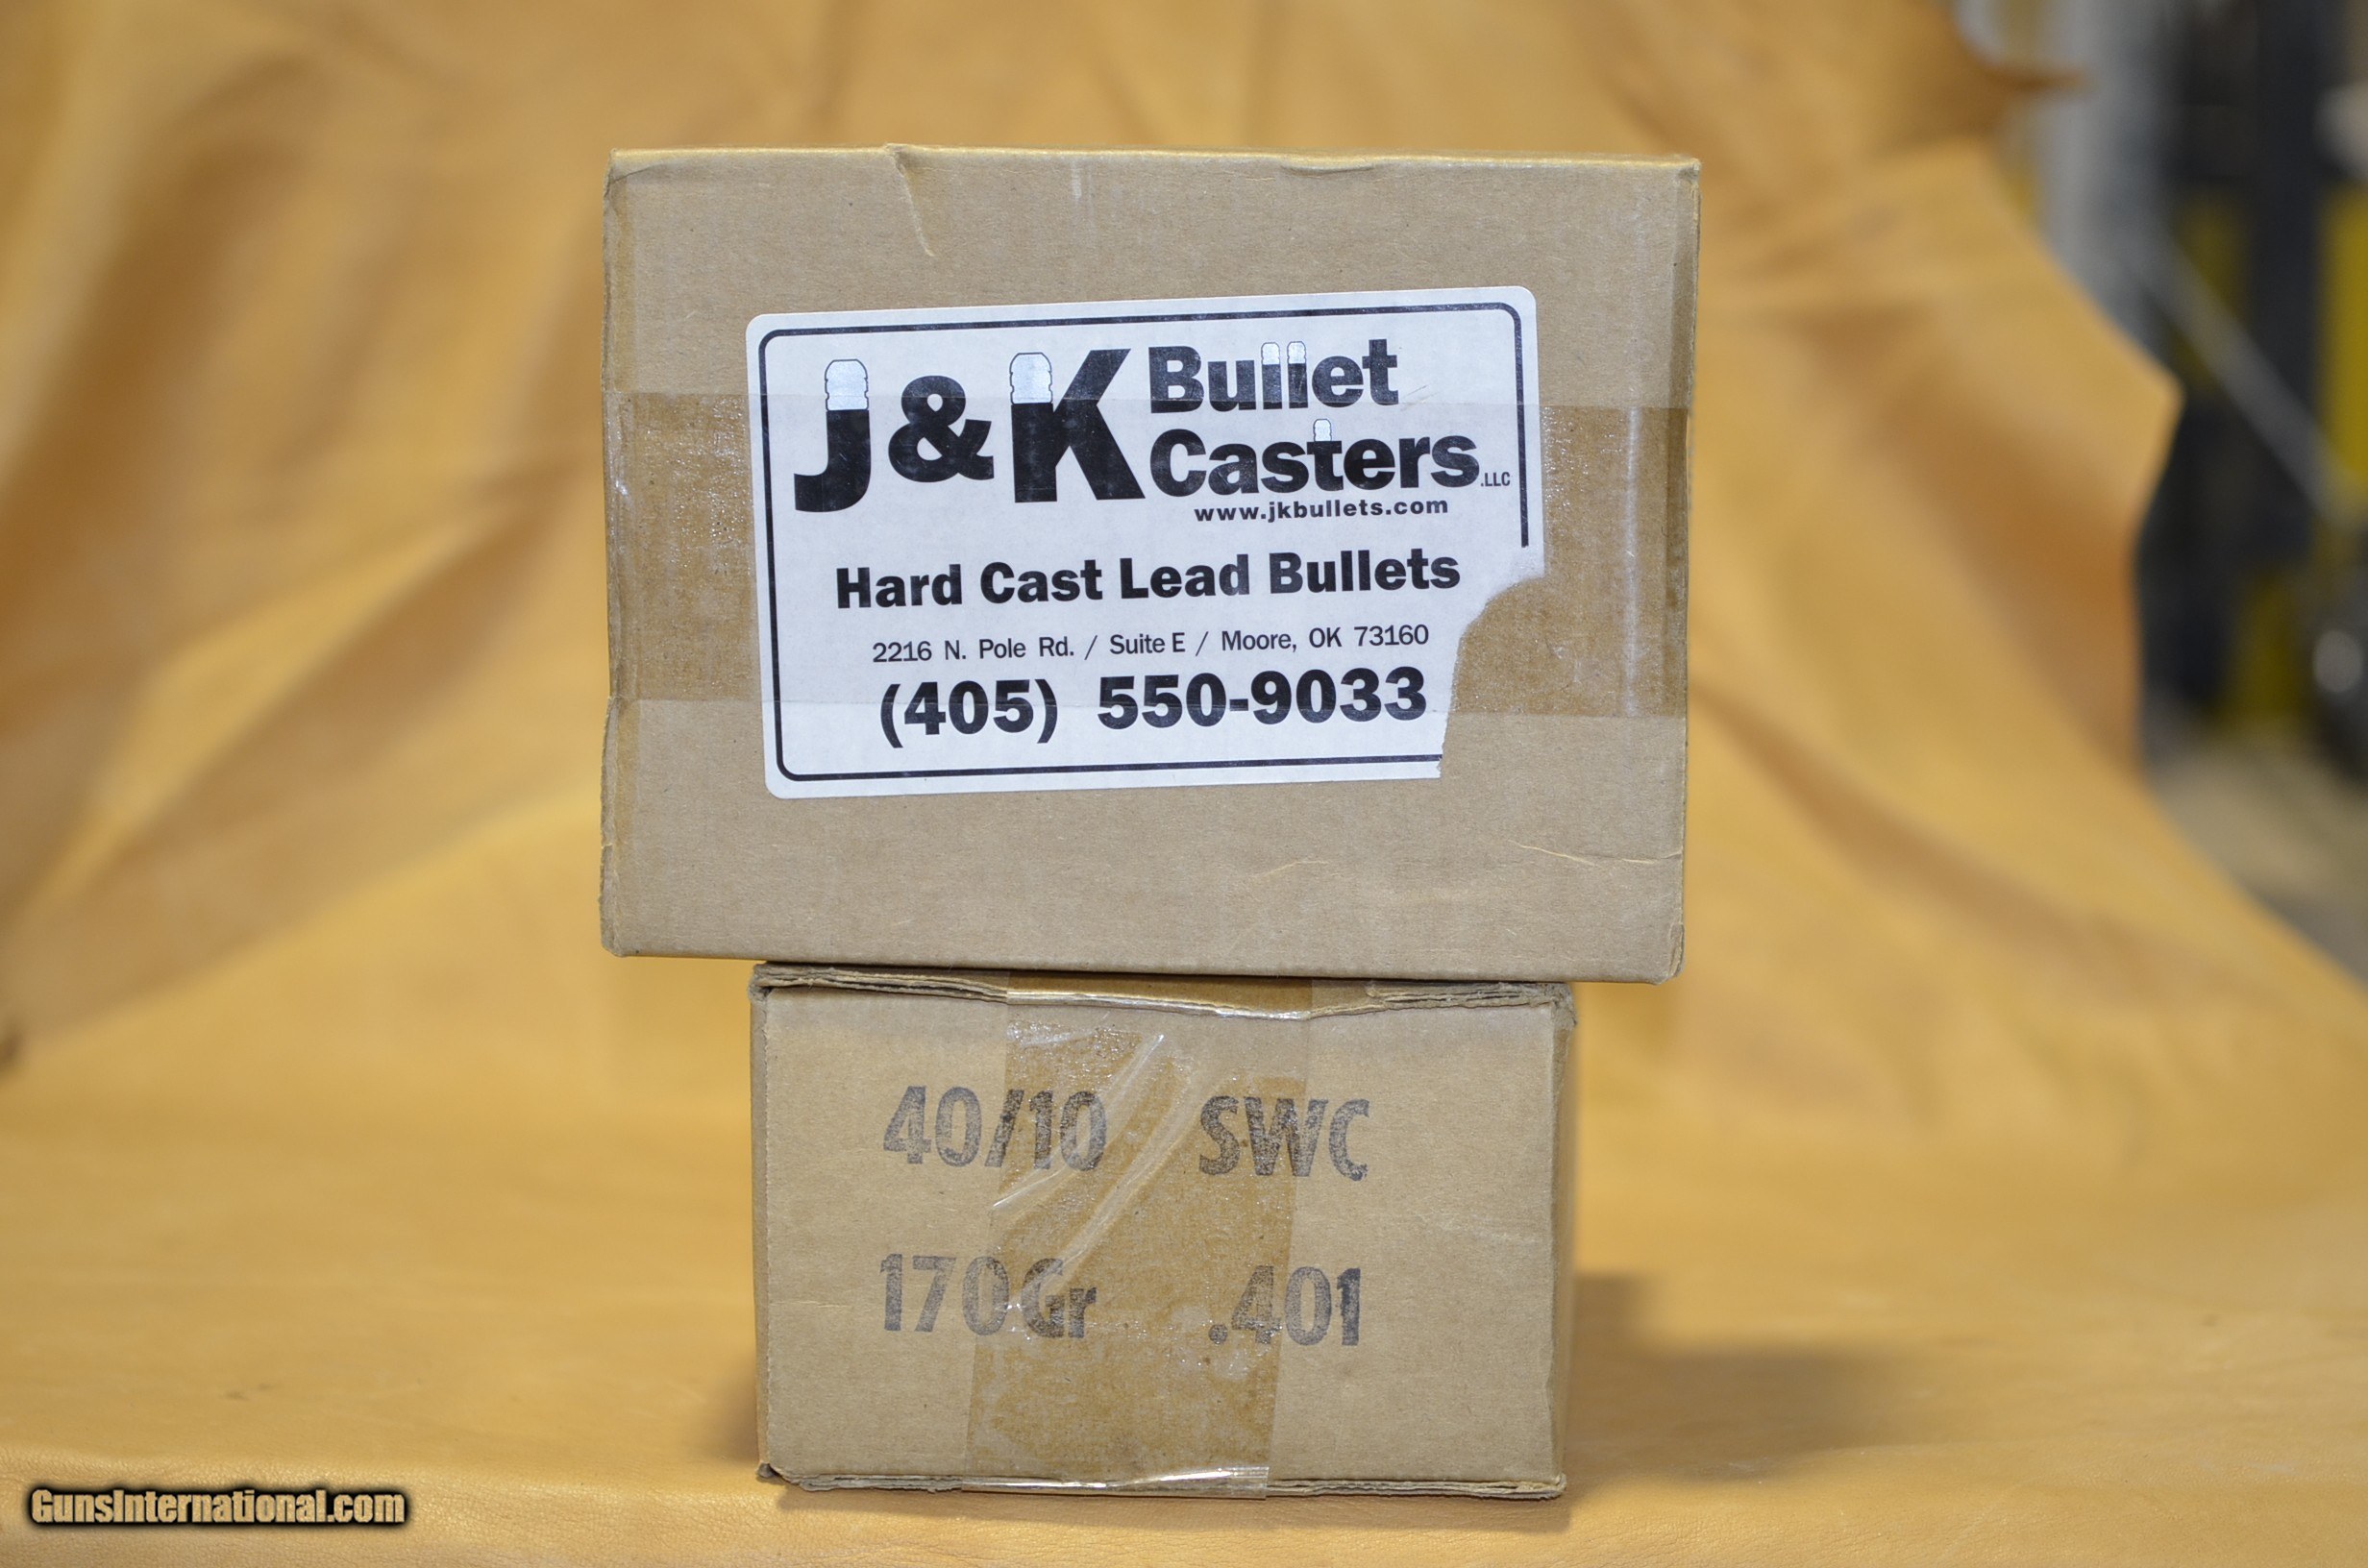 J&K Bullet
Casters.LLC
www.jkbullets.com
Hard Cast Lead Bullets
2216 N. Pole Rd. / Suite E / Moore, OK 73160
(405) 550-9033
40/10 SWC
170Gr .401
GunsInternational.com